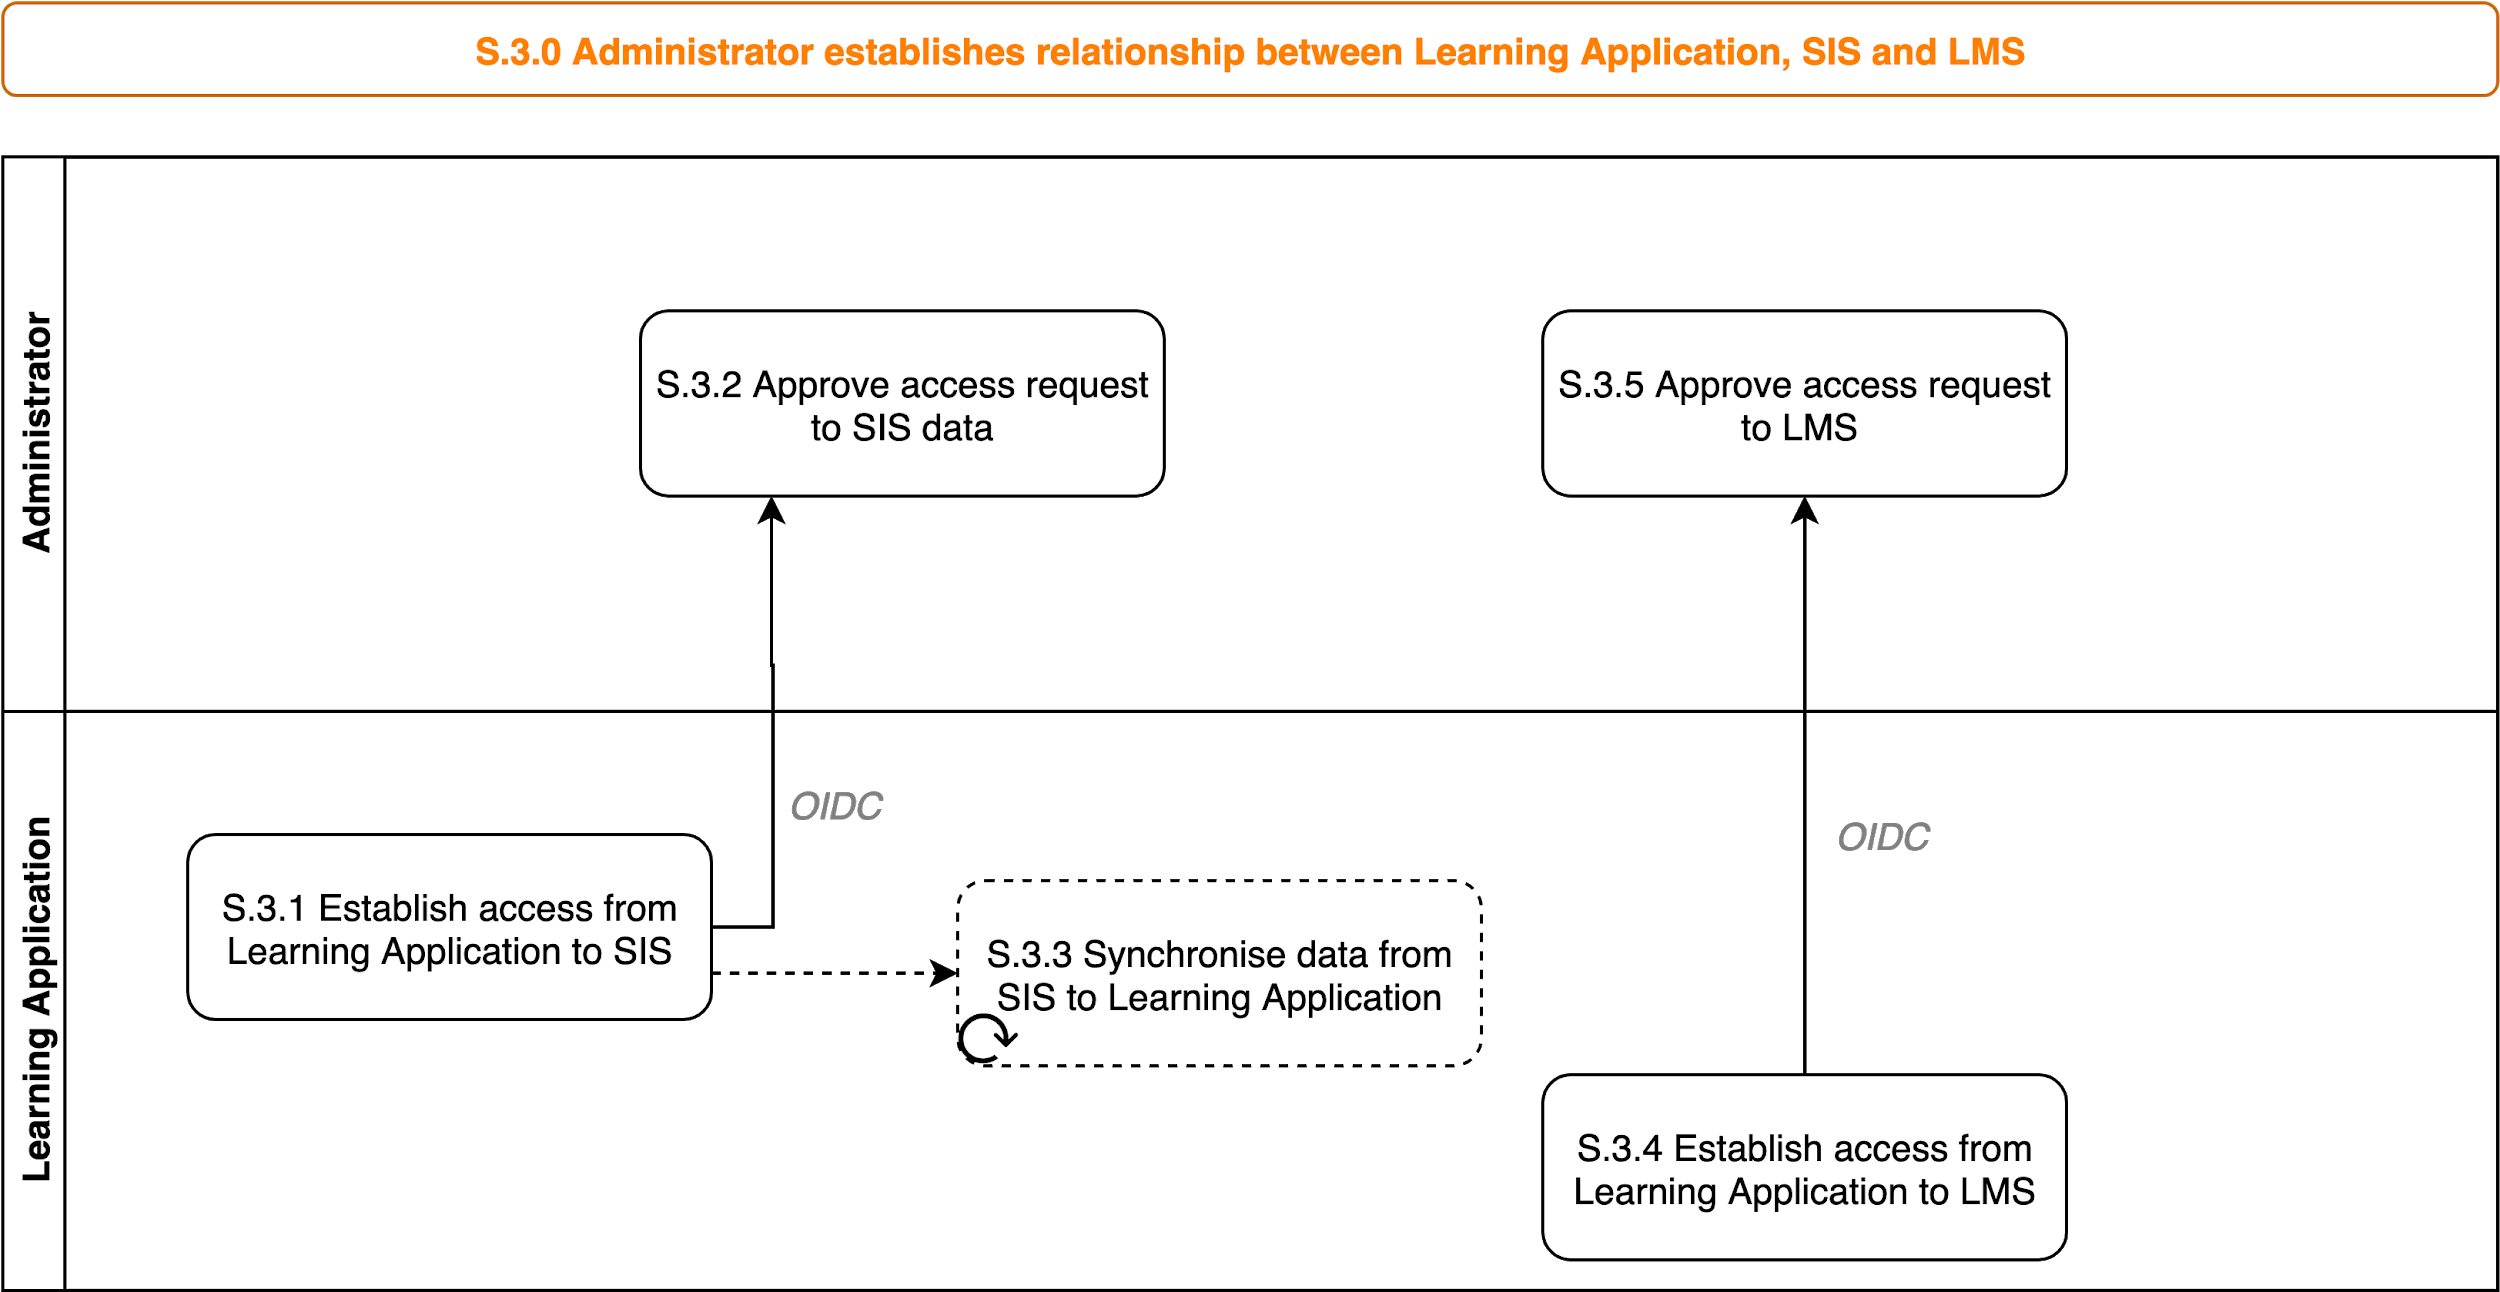 S.3.0 Administrator establishes relationship between Learning Application, SIS and LMS
Administrator
S.3.2 Approve access request
to SIS data
S.3.5 Approve access request
to LMS
Learning Application
OIDC
OIDC
S.3.1 Establish access from
Learning Application to SIS
S.3.3 Synchronise data from
SIS to Learning Application
S.3.4 Establish access from
Learning Application to LMS